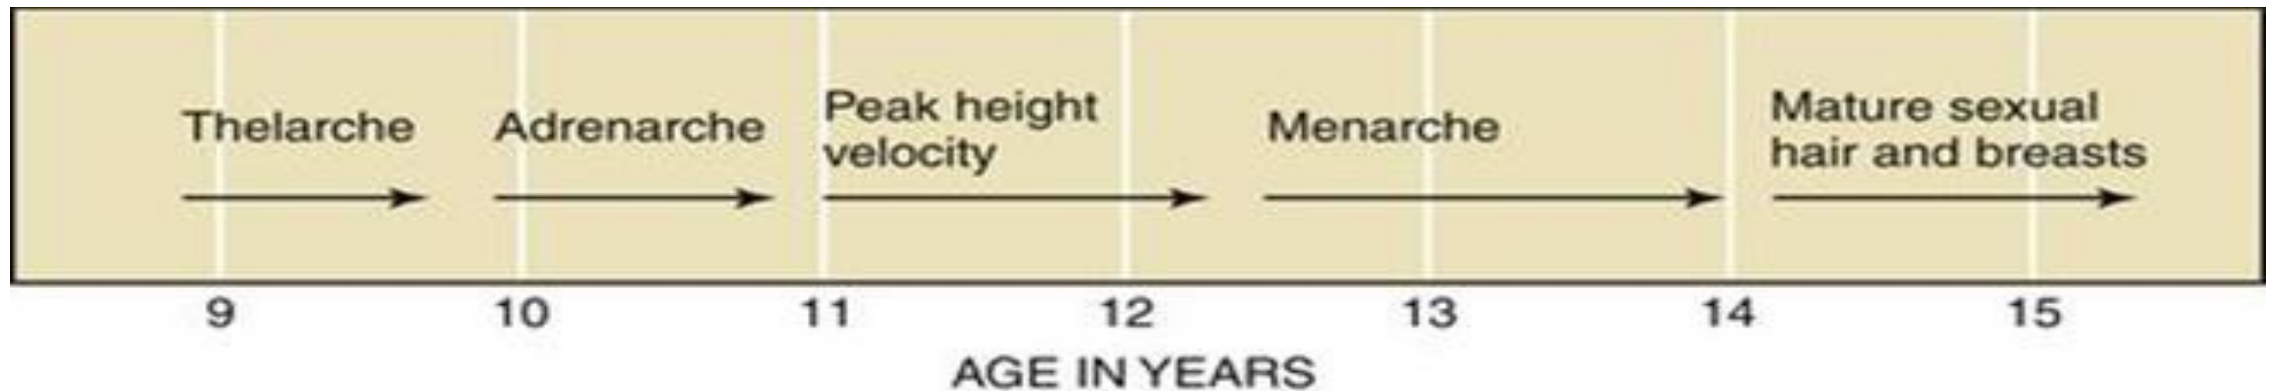 Thelarche
Adrenarche
Peak height
velocity
Menarche
Mature sexual
hair and breasts
9 10 11 12 13 14 15
AGE IN YEARS